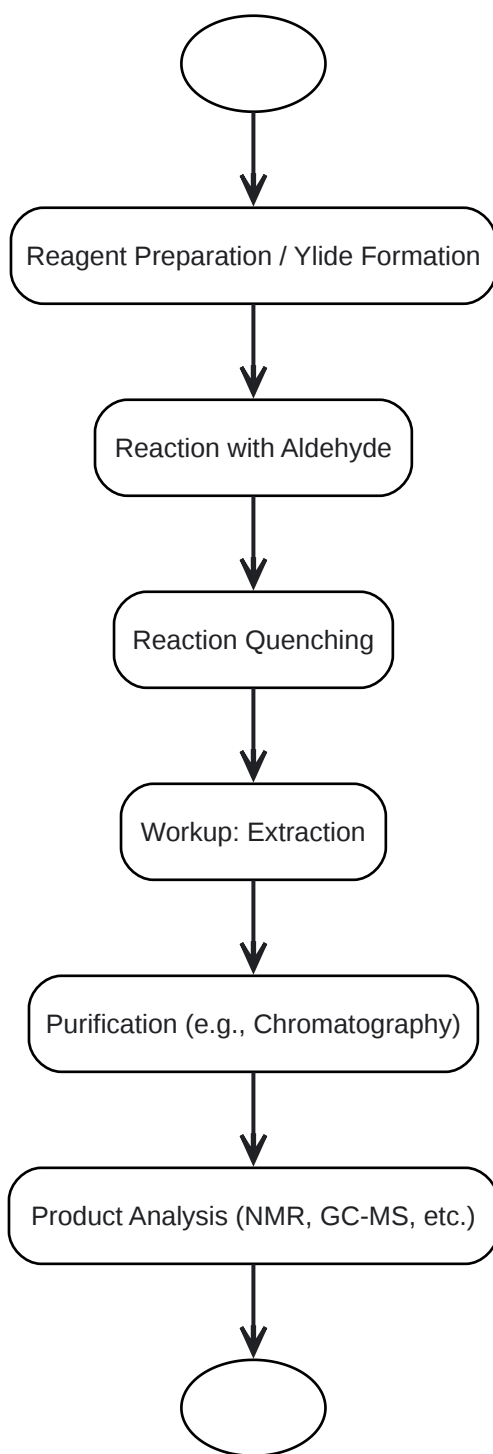 Reagent Preparation / Ylide Formation
Reaction with Aldehyde
Reaction Quenching
Workup: Extraction
Purification (e.g., Chromatography)
Product Analysis (NMR, GC-MS, etc.)